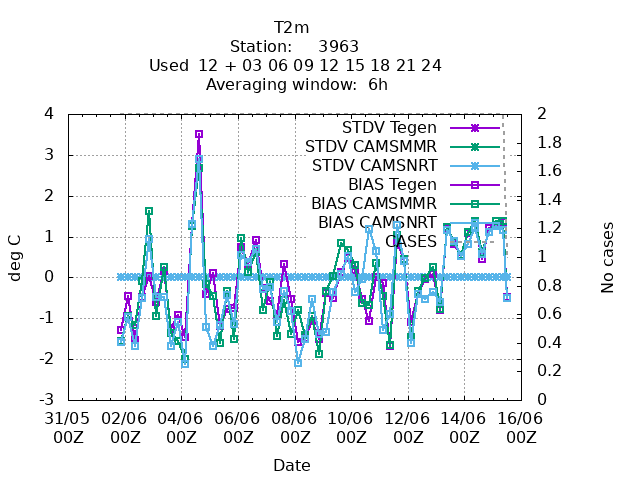 T2m
Station: 3963
Used 12 + 03 06 09 12 15 18 21 24
Averaging window: 6h
4
3
2
1
0
-1
-2
-3
deg C
2
1.8
1.6
1.4
1.2
1
0.8
0.6
0.4
0.2
0
No cases
STDV Tegen
STDV CAMSMMR
STDV CAMSNRT
BIAS Tegen
BIAS CAMSMMR
BIAS CAMSNRT
CASES
31/05 02/06 04/06 06/06 08/06 10/06 12/06 14/06 16/06
00Z 00Z 00Z 00Z 00Z 00Z 00Z 00Z 00Z
Date